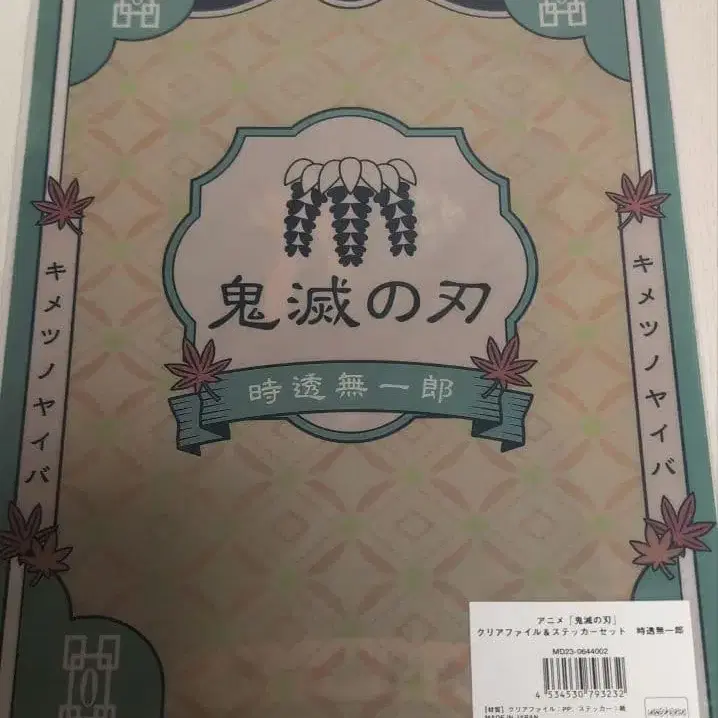 キメツノヤイバ
鬼滅の刃
時透無一郎
キメツノヤイバ
アニメ「鬼滅の刃」
クリアファイル&ステッカーセット 時透無一郎
MD23-0644002
4 534530 793232
[材質] クリアファイル:PP ステッカー:紙
MADE IN JAPAN